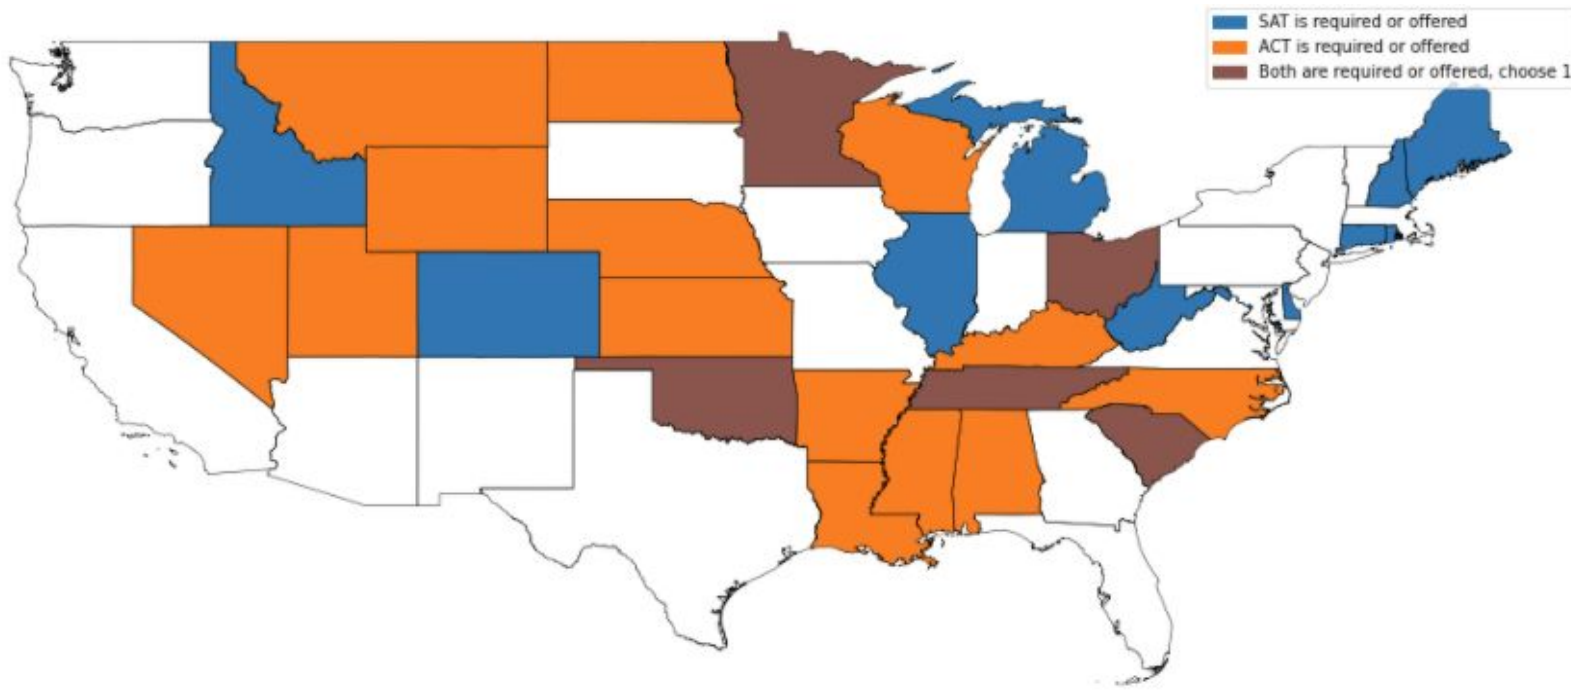 SAT is required or offered
ACT is required or offered
Both are required or offered, choose 1